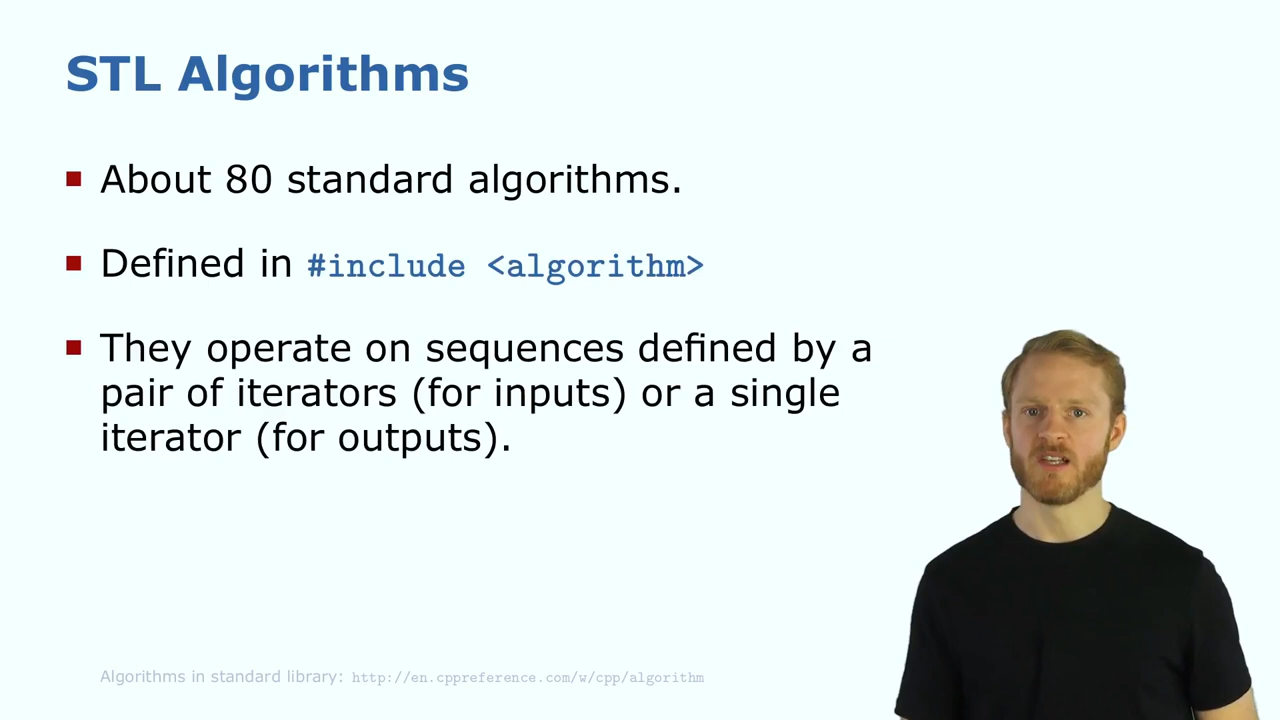 STL Algorithms
About 80 standard algorithms.
Defined in #include <algorithm>
They operate on sequences defined by a
pair of iterators (for inputs) or a single
iterator (for outputs).
Algorithms in standard library: http://en.cppreference.com/w/cpp/algorithm